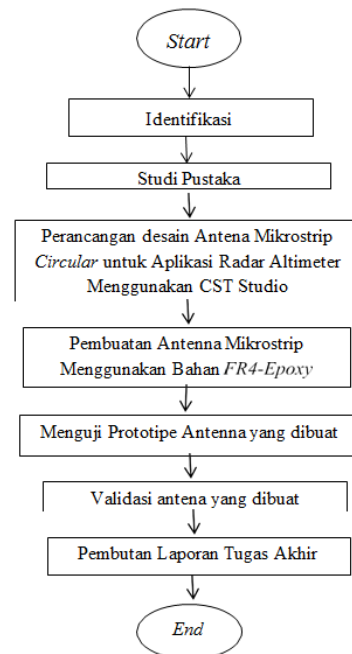 Start
Identifikasi
Studi Pustaka
Perancangan desain Antena Mikrostrip
Circular untuk Aplikasi Radar Altimeter
Menggunakan CST Studio
Pembuatan Antenna Mikrostrip
Menggunakan Bahan FR4-Epoxy
Menguji Prototipe Antenna yang dibuat
Validasi antena yang dibuat
Pembutan Laporan Tugas Akhir
End